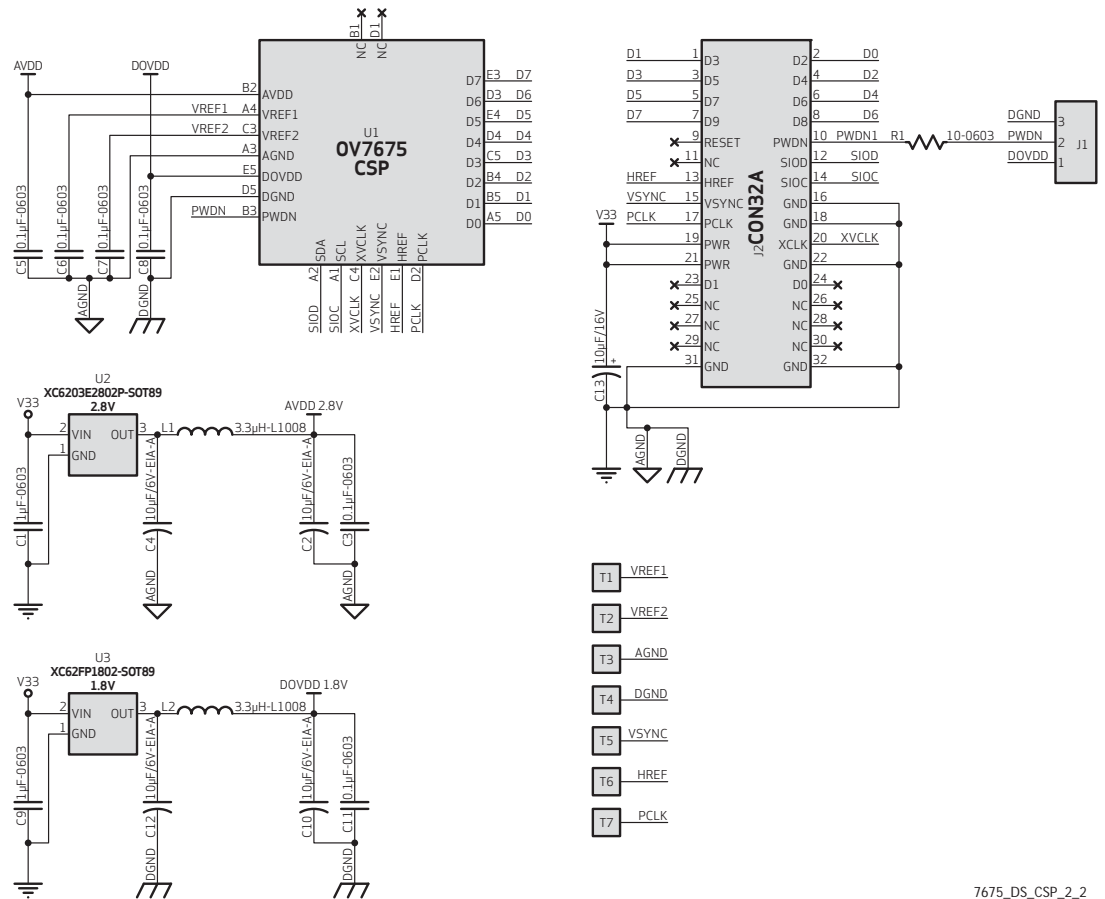 B1 D1
NC NC
AVDD
DOVDD
B2 AVDD
VREF1 A4 VREF1
VREF2 C3 VREF2
A3 AGND
E5 DOVDD
D5 DGND
PWDN B3 PWDN
U1
OV7675
CSP
D7 E3 D7
D6 D3 D6
D5 E4 D5
D4 D4 D4
D3 C5 D3
D2 B4 D2
D1 B5 D1
D0 A5 D0
SDA SCL XVCLK VSYNC HREF PCLK
A2 A1 C4 E2 E1 D2
SIOD SIOC XVCLK VSYNC HREF PCLK
C5 0.1µF-0603
C6 0.1µF-0603
C7 0.1µF-0603
C8 0.1µF-0603
AGND
DGND
D1 1 D3
D3 3 D5
D5 5 D7
D7 7 D9
9 RESET
11 NC
HREF 13 HREF
VSYNC 15 VSYNC
PCLK 17 PCLK
V33
19 PWR
21 PWR
23 D1
25 NC
27 NC
29 NC
31 GND
J2
CON32A
D2 2 D0
D4 4 D2
D6 6 D4
D8 8 D6
PWDN 10 PWDN1 R1 10-0603
SIOD 12 SIOD
SIOC 14 SIOC
GND 16
GND 18
XCLK 20 XVCLK
GND 22
D0 24
NC 26
NC 28
NC 30
GND 32
DGND 3
PWDN 2
DOVDD 1
J1
C13 10µF/16V
+
AGND
DGND
U2
XC6203E2802P-SOT89
2.8V
V33
2 VIN OUT 3
1 GND
L1 3.3µH-L1008
AVDD 2.8V
C1 1µF-0603
C4 10µF/6V-EIA-A
C2 10µF/6V-EIA-A
C3 0.1µF-0603
AGND
AGND
U3
XC62FP1802-SOT89
1.8V
V33
2 VIN OUT 3
1 GND
L2 3.3µH-L1008
DOVDD 1.8V
C9 1µF-0603
C12 10µF/6V-EIA-A
C10 10µF/6V-EIA-A
C11 0.1µF-0603
DGND
DGND
T1 VREF1
T2 VREF2
T3 AGND
T4 DGND
T5 VSYNC
T6 HREF
T7 PCLK
7675_DS_CSP_2_2